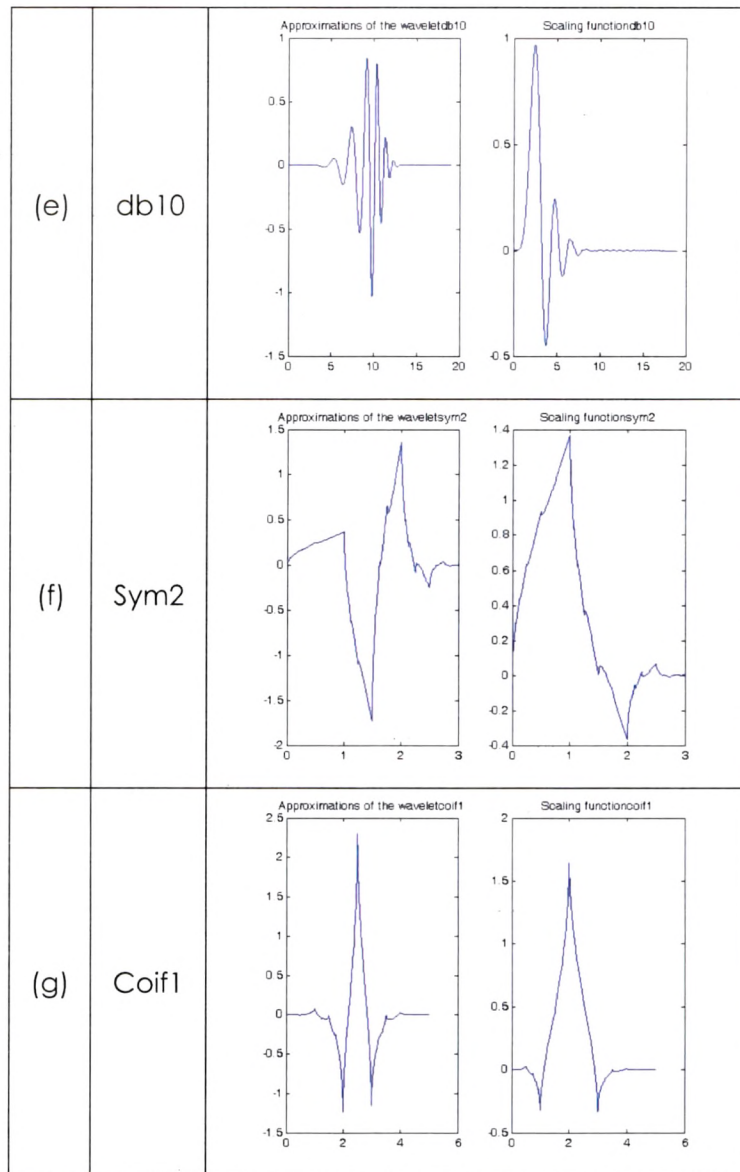 Approximations of the waveletdb10
Scaling functiondb10
1
0.5
0
-0.5
-1
-1.5
0 5 10 15 20
1
0.5
0
-0.5
0 5 10 15 20
(e) db10
Approximations of the waveletsym2
Scaling functionsym2
1.5
1
0.5
0
-0.5
-1
-1.5
-2
0 1 2 3
1.4
1.2
1
0.8
0.6
0.4
0.2
0
-0.2
-0.4
0 1 2 3
(f) Sym2
Approximations of the waveletcoif1
Scaling functioncoif1
2.5
2
1.5
1
0.5
0
-0.5
-1
-1.5
0 2 4 6
2
1.5
1
0.5
0
-0.5
0 2 4 6
(g) Coif1